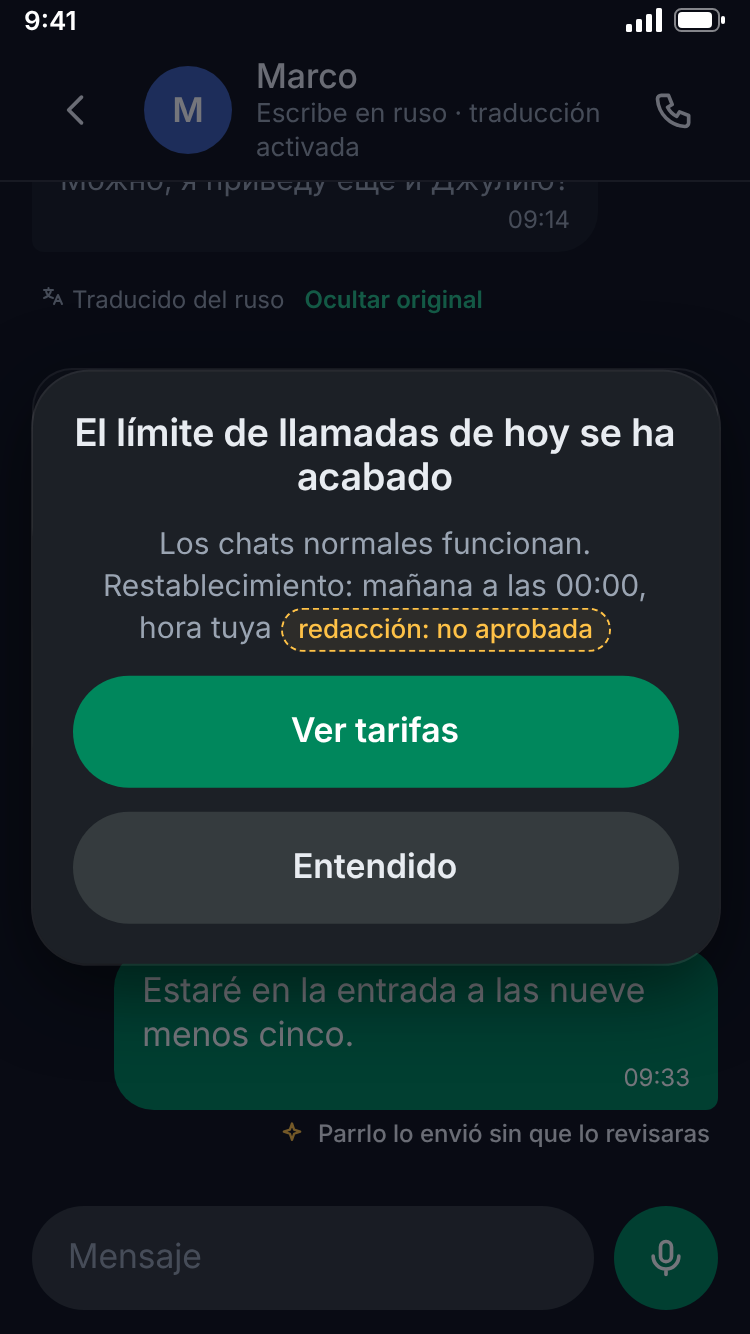 9:41
M
Marco
Escribe en ruso · traducción
activada
Можно, я приведу ещё и Джулию?
09:14
Traducido del ruso Ocultar original
El límite de llamadas de hoy se ha
acabado
Los chats normales funcionan.
Restablecimiento: mañana a las 00:00,
hora tuya redacción: no aprobada
Ver tarifas
Entendido
Estaré en la entrada a las nueve
menos cinco.
09:33
Parrlo lo envió sin que lo revisaras
Mensaje